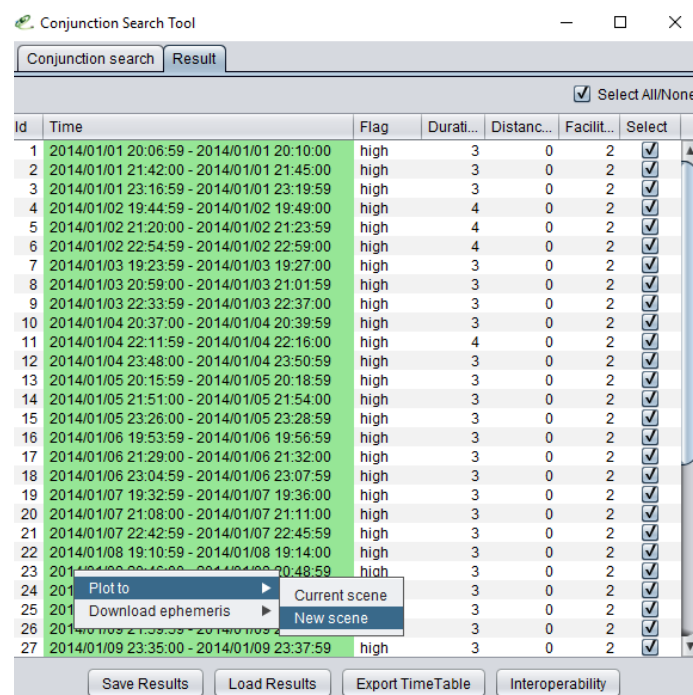 Conjunction Search Tool
Conjunction search Result
Select All/None
Id Time Flag Durati... Distanc... Facilit... Select
1 2014/01/01 20:06:59 - 2014/01/01 20:10:00 high 3 0 2
2 2014/01/01 21:42:00 - 2014/01/01 21:45:00 high 3 0 2
3 2014/01/01 23:16:59 - 2014/01/01 23:19:59 high 3 0 2
4 2014/01/02 19:44:59 - 2014/01/02 19:49:00 high 4 0 2
5 2014/01/02 21:20:00 - 2014/01/02 21:23:59 high 4 0 2
6 2014/01/02 22:54:59 - 2014/01/02 22:59:00 high 4 0 2
7 2014/01/03 19:23:59 - 2014/01/03 19:27:00 high 3 0 2
8 2014/01/03 20:59:00 - 2014/01/03 21:01:59 high 3 0 2
9 2014/01/03 22:33:59 - 2014/01/03 22:37:00 high 3 0 2
10 2014/01/04 20:37:00 - 2014/01/04 20:39:59 high 3 0 2
11 2014/01/04 22:11:59 - 2014/01/04 22:16:00 high 4 0 2
12 2014/01/04 23:48:00 - 2014/01/04 23:50:59 high 3 0 2
13 2014/01/05 20:15:59 - 2014/01/05 20:18:59 high 3 0 2
14 2014/01/05 21:51:00 - 2014/01/05 21:54:00 high 3 0 2
15 2014/01/05 23:26:00 - 2014/01/05 23:28:59 high 3 0 2
16 2014/01/06 19:53:59 - 2014/01/06 19:56:59 high 3 0 2
17 2014/01/06 21:29:00 - 2014/01/06 21:32:00 high 3 0 2
18 2014/01/06 23:04:59 - 2014/01/06 23:07:59 high 3 0 2
19 2014/01/07 19:32:59 - 2014/01/07 19:36:00 high 3 0 2
20 2014/01/07 21:08:00 - 2014/01/07 21:11:00 high 3 0 2
21 2014/01/07 22:42:59 - 2014/01/07 22:45:59 high 3 0 2
22 2014/01/08 19:10:59 - 2014/01/08 19:14:00 high 3 0 2
23 20:48:59 high 3 0 2
24 201 Plot to Current scene 3 0 2
25 201 Download ephemeris New scene 3 0 2
26 3 0 2
27 2014/01/09 23:35:00 - 2014/01/09 23:37:59 high 3 0 2
Save Results Load Results Export TimeTable Interoperability